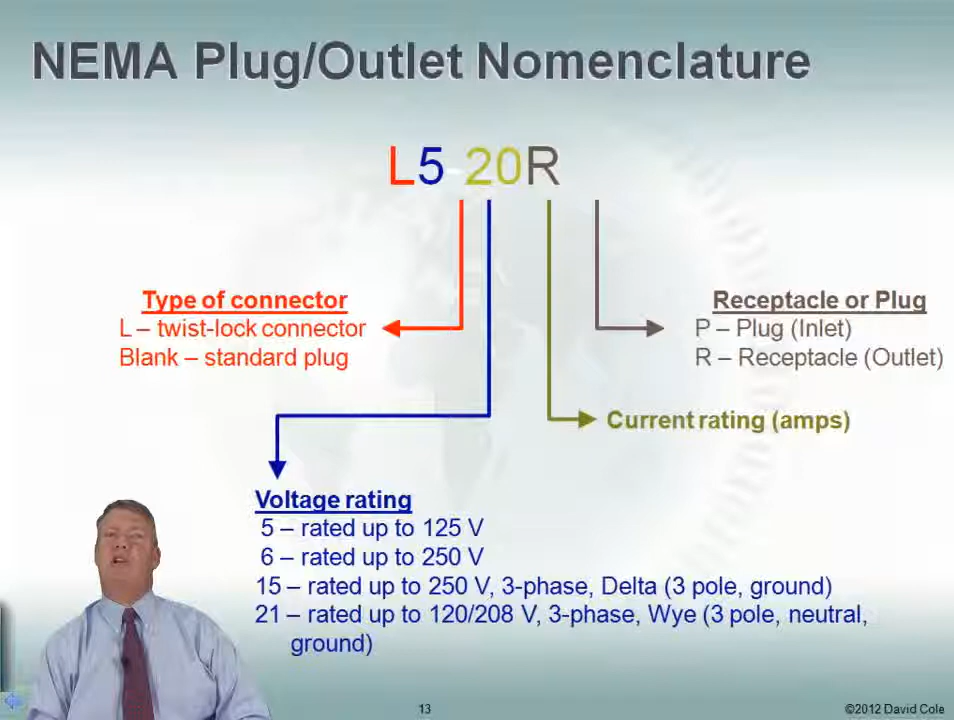 NEMA Plug/Outlet Nomenclature
L5 20R
Type of connector
L – twist-lock connector
Blank – standard plug
Receptacle or Plug
P – Plug (Inlet)
R – Receptacle (Outlet)
Current rating (amps)
Voltage rating
5 – rated up to 125 V
6 – rated up to 250 V
15 – rated up to 250 V, 3-phase, Delta (3 pole, ground)
21 – rated up to 120/208 V, 3-phase, Wye (3 pole, neutral,
ground)
13
©2012 David Cole